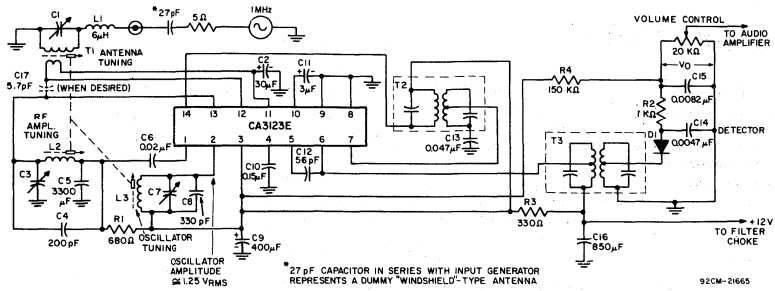 *27pF
5Ω
1MHz
C1
L1
6μH
T1
ANTENNA
TUNING
C17
5.7pF
(WHEN DESIRED)
C2
30μF
C11
3μF
RF
AMPL.
TUNING
L2
C3
C5
3300
μF
C4
200pF
R1
680Ω
C6
0.02μF
14 13 12 11 10 9 8
CA3123E
1 2 3 4 5 6 7
L3
C7
C8
330 pF
OSCILLATOR
TUNING
OSCILLATOR
AMPLITUDE
≅1.25 VRMS
C9
400μF
C10
0.15μF
C12
56pF
T2
C13
0.047μF
R4
150 KΩ
R3
330Ω
T3
VOLUME CONTROL
20 KΩ
TO AUDIO
AMPLIFIER
VO
C15
0.0082μF
R2
1KΩ
D1
C14
0.0047μF
DETECTOR
+12V
TO FILTER
CHOKE
C16
850μF
*27pF CAPACITOR IN SERIES WITH INPUT GENERATOR
REPRESENTS A DUMMY "WINDSHIELD"-TYPE ANTENNA
92CM-21665